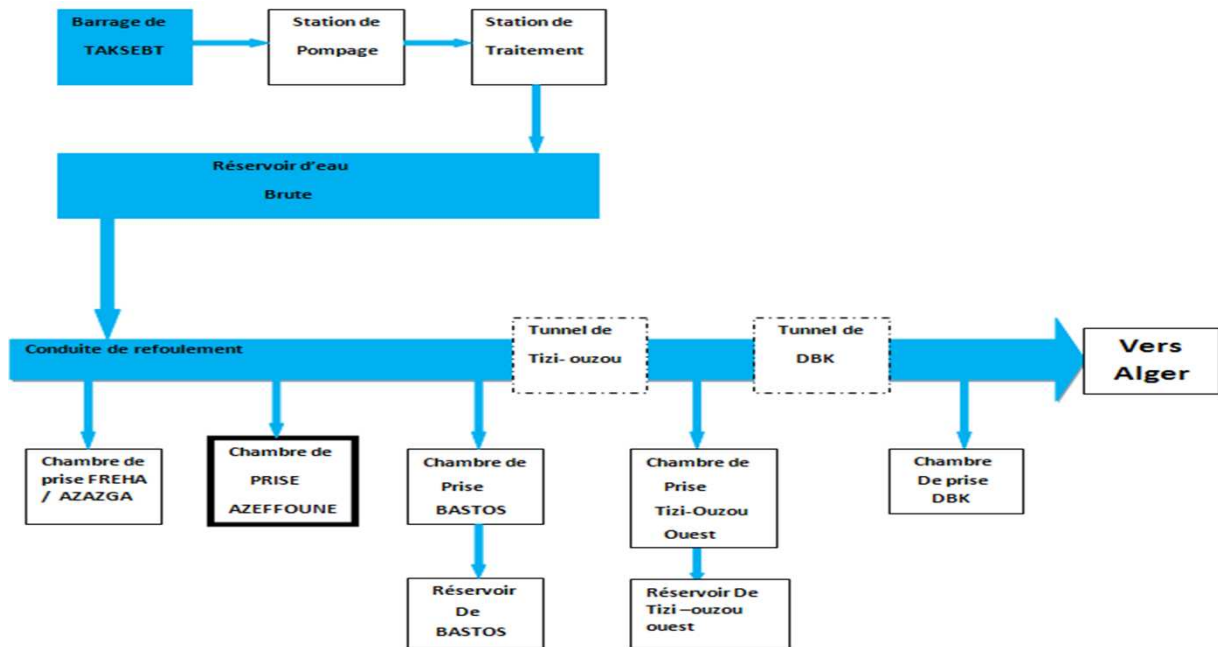 Barrage de
TAKSEBT
Station de
Pompage
Station de
Traitement
Réservoir d'eau
Brute
Conduite de refoulement
Tunnel de
Tizi- ouzou
Tunnel de
DBK
Vers
Alger
Chambre de
prise FREHA
/ AZAZGA
Chambre de
PRISE
AZEFFOUNE
Chambre de
Prise
BASTOS
Chambre de
Prise
Tizi-Ouzou
Ouest
Chambre
De prise
DBK
Réservoir
De
BASTOS
Réservoir De
Tizi –ouzou
ouest